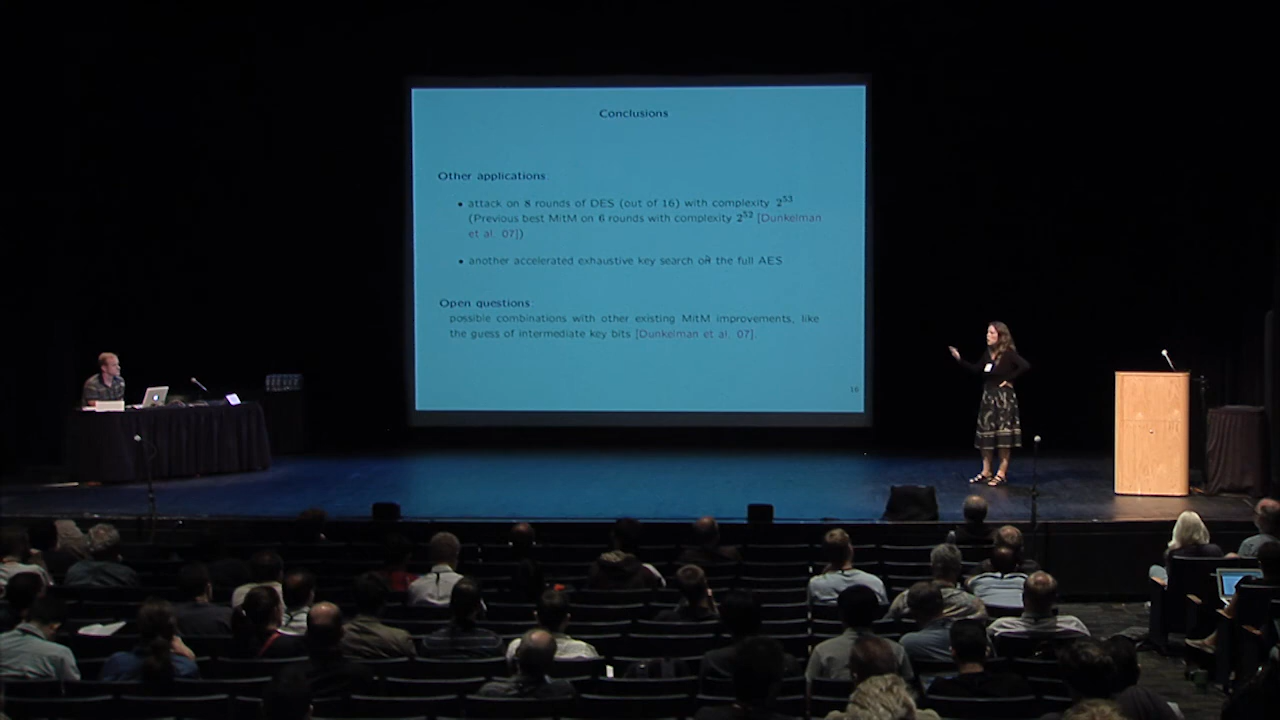 Conclusions
Other applications:
• attack on 8 rounds of DES (out of 16) with complexity 2^53
(Previous best MitM on 6 rounds with complexity 2^52 [Dunkelman
et al. 07])
• another accelerated exhaustive key search on the full AES
Open questions:
possible combinations with other existing MitM improvements, like
the guess of intermediate key bits [Dunkelman et al. 07].
16